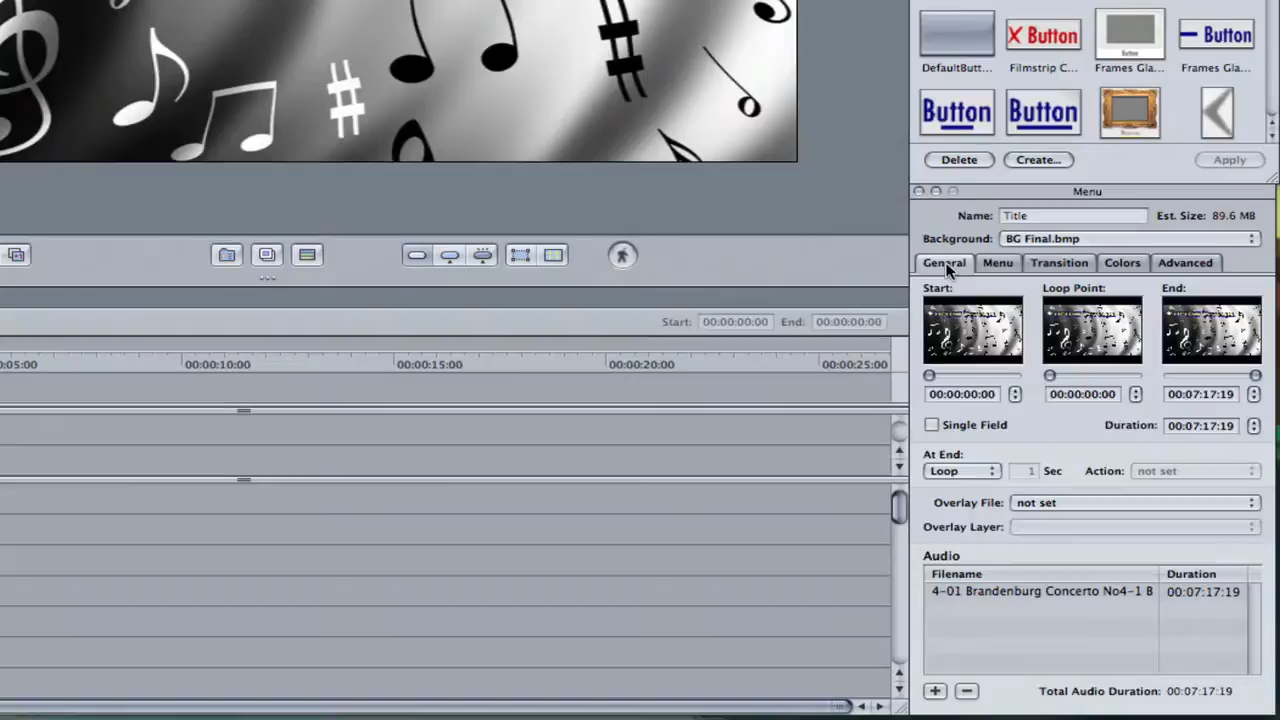 Button
Button
Button
DefaultButt...
Filmstrip C...
Frames Gla...
Frames Gla...
Button
Button
Delete
Create...
Apply
Menu
Name: Title Est. Size: 89.6 MB
Background: BG Final.bmp
General Menu Transition Colors Advanced
Start: Loop Point: End:
00:00:00:00 00:00:00:00 00:07:17:19
Single Field Duration: 00:07:17:19
At End:
Loop 1 Sec Action: not set
Overlay File: not set
Overlay Layer:
Audio
Filename Duration
4-01 Brandenburg Concerto No4-1 B 00:07:17:19
Total Audio Duration: 00:07:17:19
Start: 00:00:00:00 End: 00:00:00:00
0:05:00 00:00:10:00 00:00:15:00 00:00:20:00 00:00:25:00